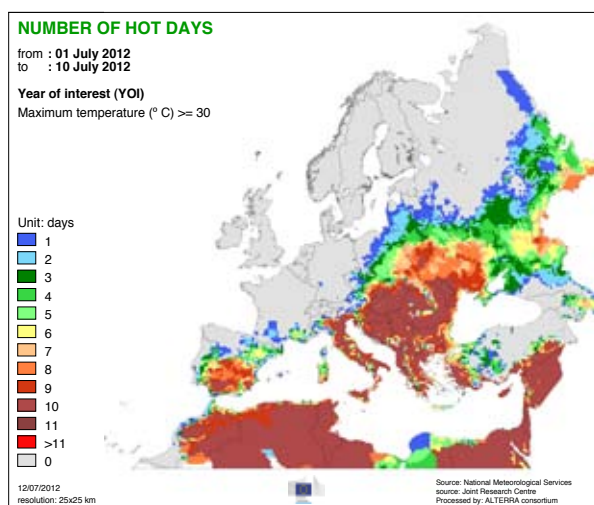 NUMBER OF HOT DAYS
from : 01 July 2012
to : 10 July 2012
Year of interest (YOI)
Maximum temperature (º C) >= 30
Unit: days
1
2
3
4
5
6
7
8
9
10
11
>11
0
12/07/2012
resolution: 25x25 km
Source: National Meteorological Services
source: Joint Research Centre
Processed by: ALTERRA consortium